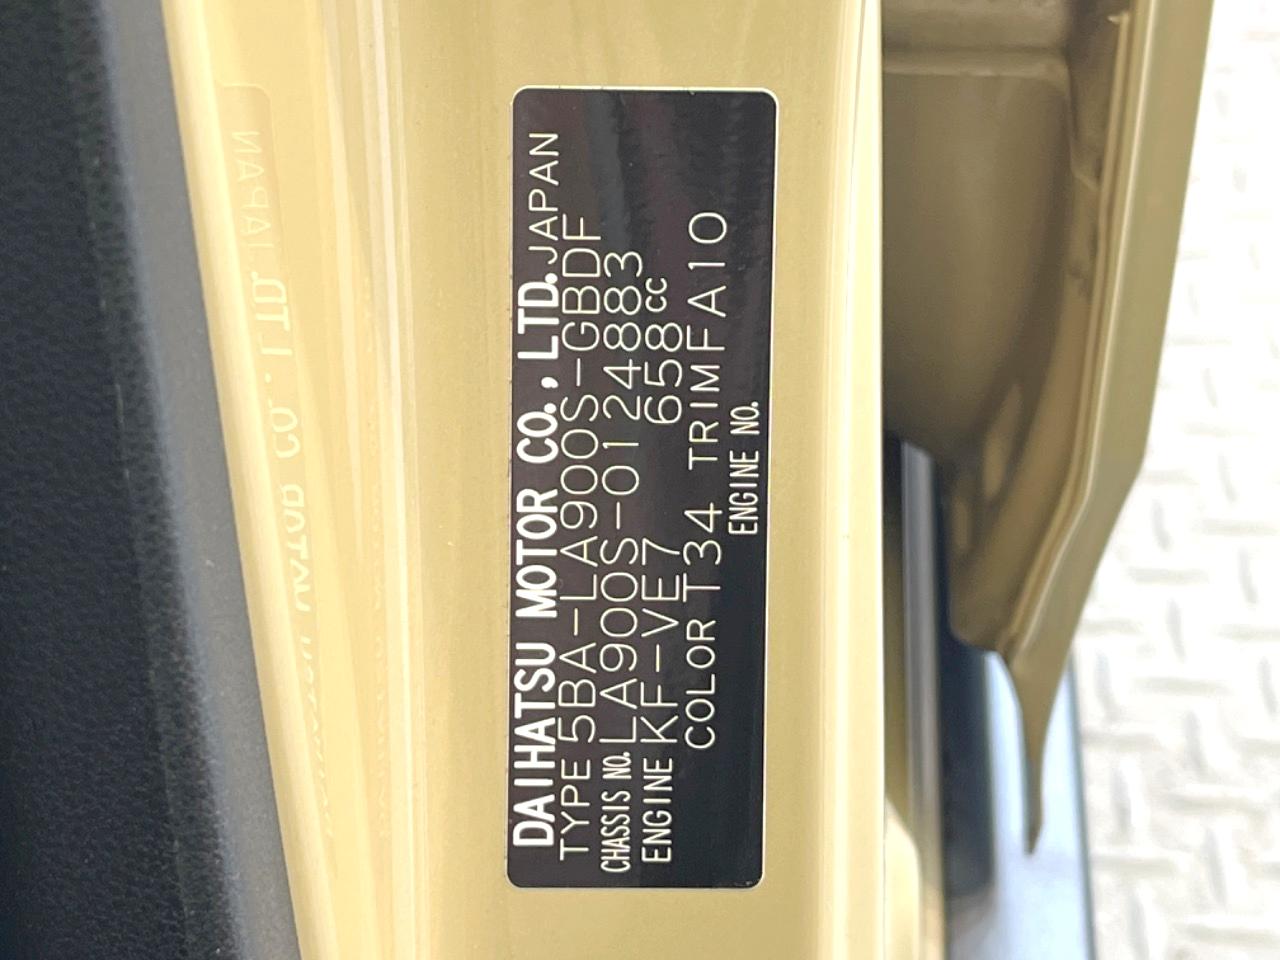 DAIHATSU MOTOR CO., LTD. JAPAN
TYPE 5BA-LA900S-GBDF
CHASSIS NO. LA900S-0124883
ENGINE KF-VE7 658cc
COLOR T34 TRIM FA10
ENGINE NO.